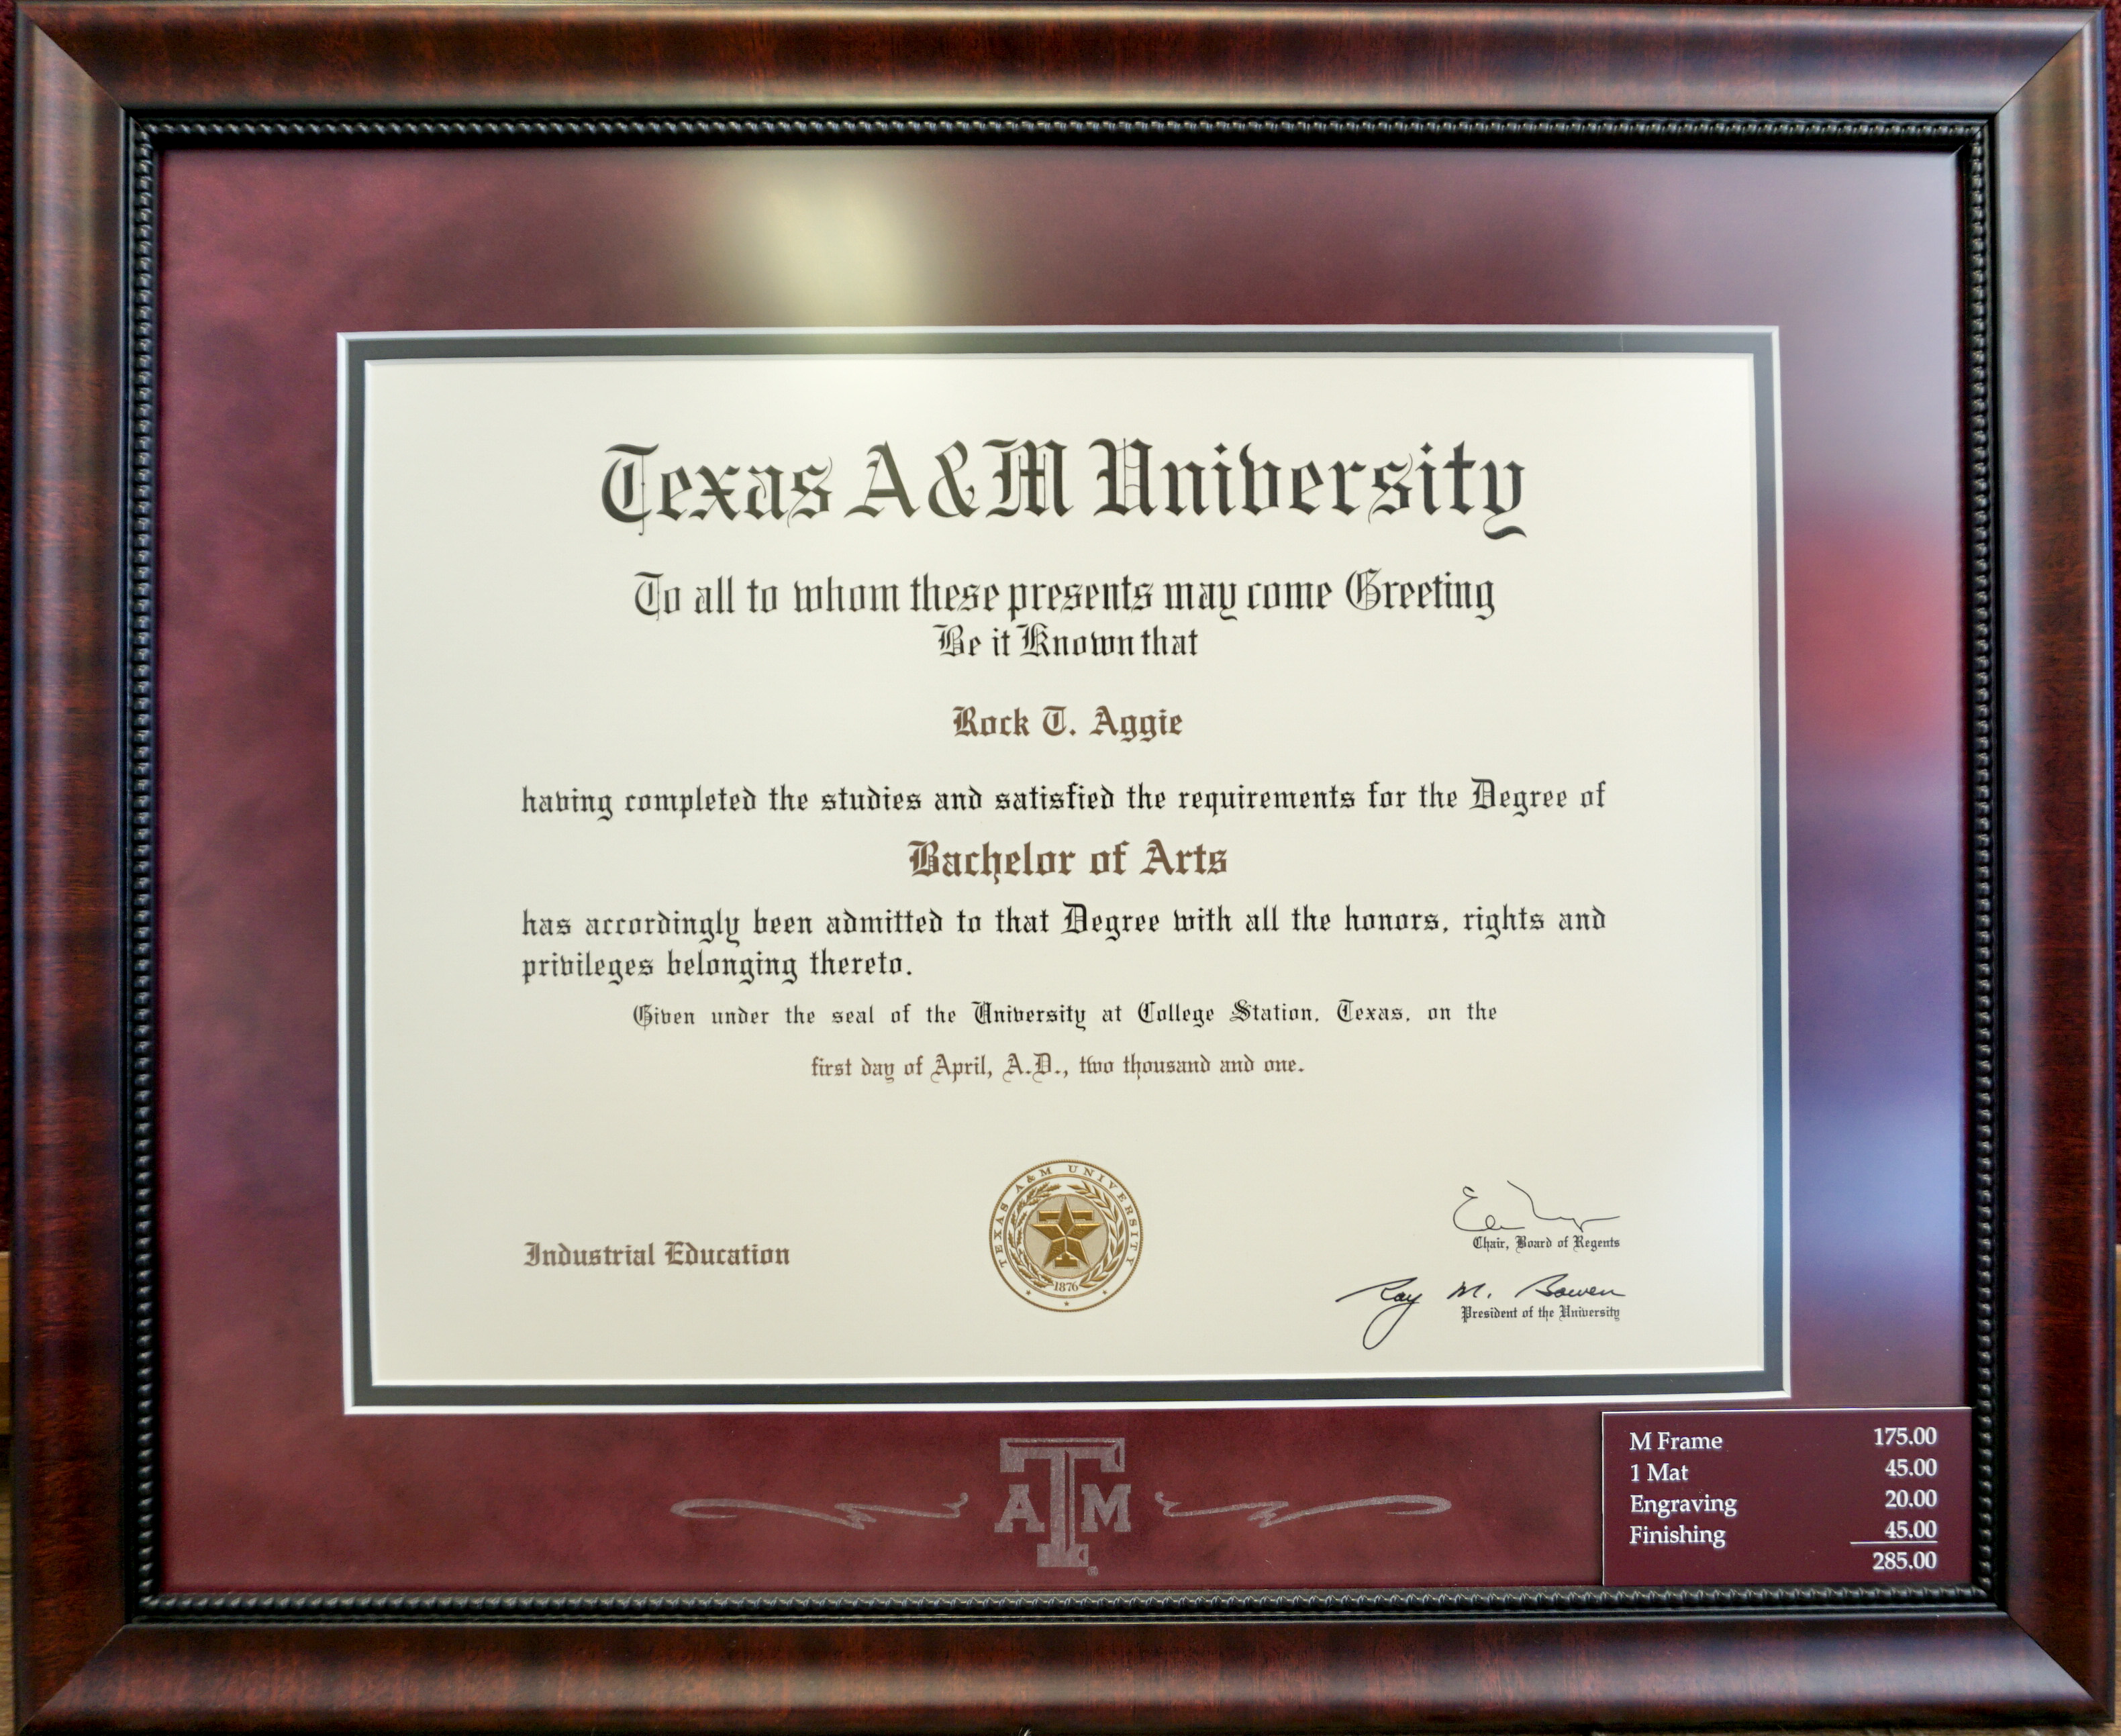 Texas A&M University
To all to whom these presents may come Greeting
Be it Known that
Rock T. Aggie
having completed the studies and satisfied the requirements for the Degree of
Bachelor of Arts
has accordingly been admitted to that Degree with all the honors, rights and
privileges belonging thereto.
Given under the seal of the University at College Station, Texas, on the
first day of April, A.D., two thousand and one.
Industrial Education
TEXAS A&M UNIVERSITY
1876
Chair, Board of Regents
Ray M. Bowen
President of the University
ATM
M Frame 175.00
1 Mat 45.00
Engraving 20.00
Finishing 45.00
285.00